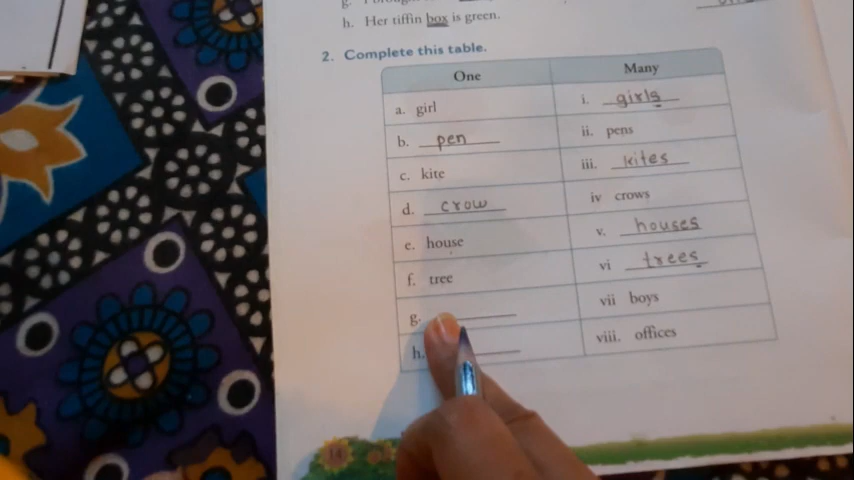 h. Her tiffin box is green.
2. Complete this table.
One Many
a. girl i. girls
b. pen ii. pens
c. kite iii. kites
d. crow iv crows
e. house v. houses
f. tree vi trees
g. vii boys
h. viii. offices
14